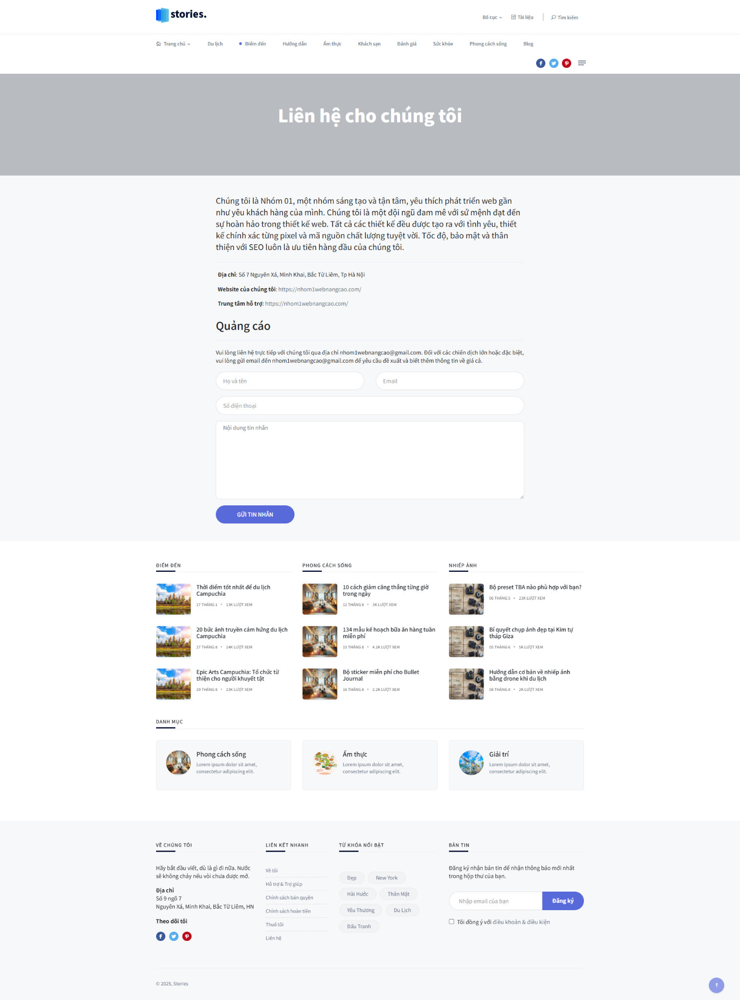 stories.
Bố cục
Tài liệu
Tìm kiếm
Trang chủ
Du lịch
Điểm đến
Hướng dẫn
Ẩm thực
Khách sạn
Đánh giá
Sức khỏe
Phong cách sống
Blog
Liên hệ cho chúng tôi
Chúng tôi là Nhóm 01, một nhóm sáng tạo và tận tâm, yêu thích phát triển web gần
như yêu khách hàng của mình. Chúng tôi là một đội ngũ đam mê với sứ mệnh đạt đến
sự hoàn hảo trong thiết kế web. Tất cả các thiết kế đều được tạo ra với tình yêu, thiết
kế chính xác từng pixel và mã nguồn chất lượng tuyệt vời. Tốc độ, bảo mật và thân
thiện với SEO luôn là ưu tiên hàng đầu của chúng tôi.
Địa chỉ: Số 7 Nguyên Xá, Minh Khai, Bắc Từ Liêm, Tp Hà Nội
Website của chúng tôi: https://nhom1webnangcao.com/
Trung tâm hỗ trợ: https://nhom1webnangcao.com/
Quảng cáo
Vui lòng liên hệ trực tiếp với chúng tôi qua địa chỉ nhom1webnangcao@gmail.com. Đối với các chiến dịch lớn hoặc đặc biệt,
vui lòng gửi email đến nhom1webnangcao@gmail.com để yêu cầu đề xuất và biết thêm thông tin về giá cả.
Họ và tên
Email
Số điện thoại
Nội dung tin nhắn
GỬI TIN NHẮN
ĐIỂM ĐẾN
Thời điểm tốt nhất để du lịch
Campuchia
27 THÁNG 1 • 13K LƯỢT XEM
20 bức ảnh truyền cảm hứng du lịch
Campuchia
27 THÁNG 8 • 14K LƯỢT XEM
Epic Arts Campuchia: Tổ chức từ
thiện cho người khuyết tật
29 THÁNG 8 • 23K LƯỢT XEM
PHONG CÁCH SỐNG
10 cách giảm căng thẳng từng giờ
trong ngày
12 THÁNG 8 • 3K LƯỢT XEM
134 mẫu kế hoạch bữa ăn hàng tuần
miễn phí
15 THÁNG 8 • 4.1K LƯỢT XEM
Bộ sticker miễn phí cho Bullet
Journal
16 THÁNG 8 • 2.2K LƯỢT XEM
NHIẾP ẢNH
Bộ preset TBA nào phù hợp với bạn?
06 THÁNG 5 • 23K LƯỢT XEM
Bí quyết chụp ảnh đẹp tại Kim tự
tháp Giza
05 THÁNG 6 • 5K LƯỢT XEM
Hướng dẫn cơ bản về nhiếp ảnh
bằng drone khi du lịch
08 THÁNG 8 • 2K LƯỢT XEM
DANH MỤC
Phong cách sống
Lorem ipsum dolor sit amet,
consectetur adipiscing elit.
Ẩm thực
Lorem ipsum dolor sit amet,
consectetur adipiscing elit.
Giải trí
Lorem ipsum dolor sit amet,
consectetur adipiscing elit.
VỀ CHÚNG TÔI
Hãy bắt đầu viết, dù là gì đi nữa. Nước
sẽ không chảy nếu vòi chưa được mở.
Địa chỉ
Số 9 ngõ 7
Nguyên Xá, Minh Khai, Bắc Từ Liêm, HN
Theo dõi tôi
LIÊN KẾT NHANH
Về tôi
Hỗ trợ & Trợ giúp
Chính sách bản quyền
Chính sách hoàn tiền
Thuê tôi
Liên hệ
TỪ KHÓA NỔI BẬT
Đẹp
New York
Hài Hước
Thân Mật
Yêu Thương
Du Lịch
Đấu Tranh
BẢN TIN
Đăng ký nhận bản tin để nhận thông báo mới nhất
trong hộp thư của bạn.
Nhập email của bạn
Đăng ký
Tôi đồng ý với điều khoản & điều kiện
© 2025, Stories